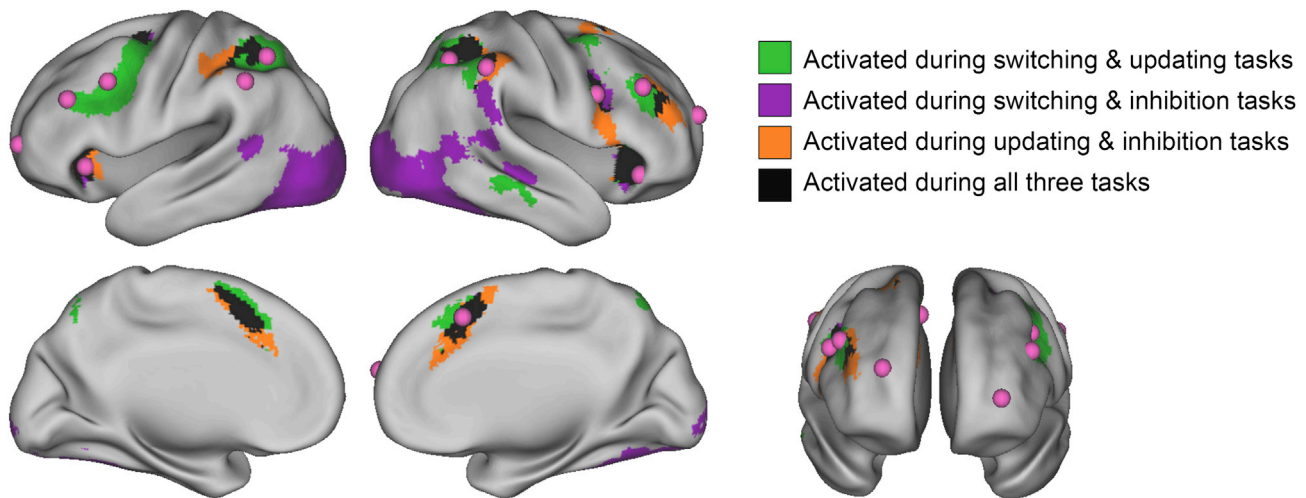 Activated during switching & updating tasks
Activated during switching & inhibition tasks
Activated during updating & inhibition tasks
Activated during all three tasks